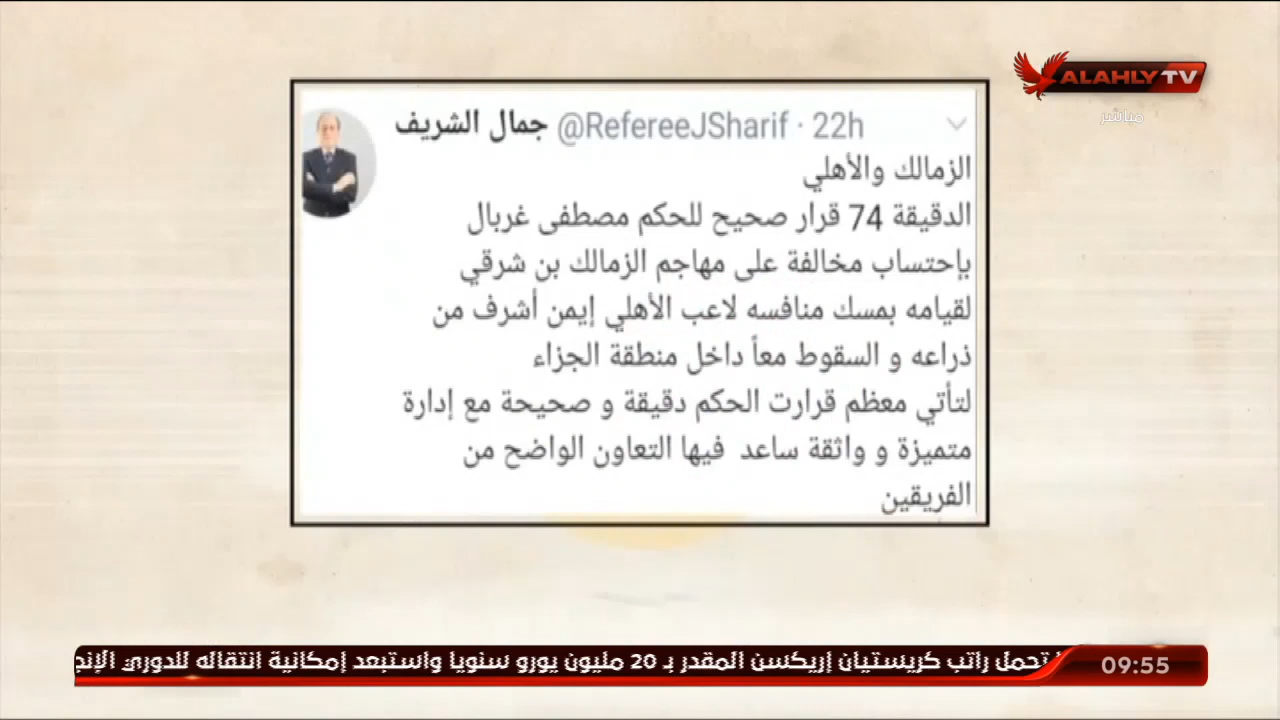 ALAHLY TV
مباشر
جمال الشريف @RefereeJSharif · 22h
الزمالك والأهلي
الدقيقة 74 قرار صحيح للحكم مصطفى غربال
بإحتساب مخالفة على مهاجم الزمالك بن شرقي
لقيامه بمسك منافسه لاعب الأهلي إيمن أشرف من
ذراعه و السقوط معاً داخل منطقة الجزاء
لتأتي معظم قرارت الحكم دقيقة و صحيحة مع إدارة
متميزة و واثقة ساعد فيها التعاون الواضح من
الفريقين
تحمل راتب كريستيان إريكسن المقدر بـ 20 مليون يورو سنويا واستبعد إمكانية انتقاله للدوري
09:55